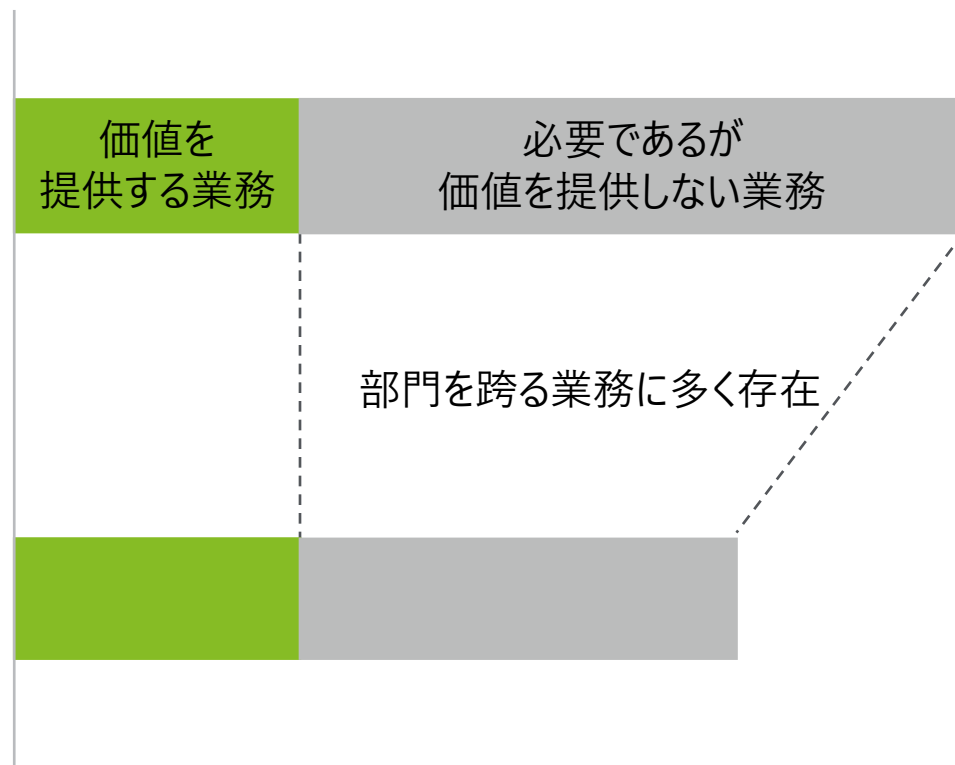 価値を
提供する業務
必要であるが
価値を提供しない業務
部門を跨る業務に多く存在